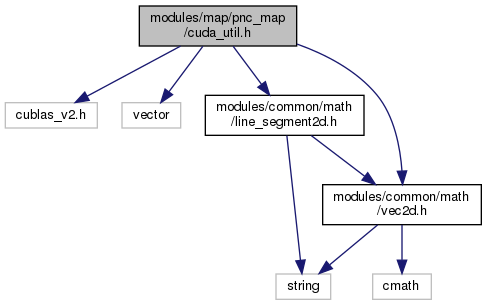 modules/map/pnc_map
/cuda_util.h
cublas_v2.h
vector
modules/common/math
/line_segment2d.h
modules/common/math
/vec2d.h
string
cmath